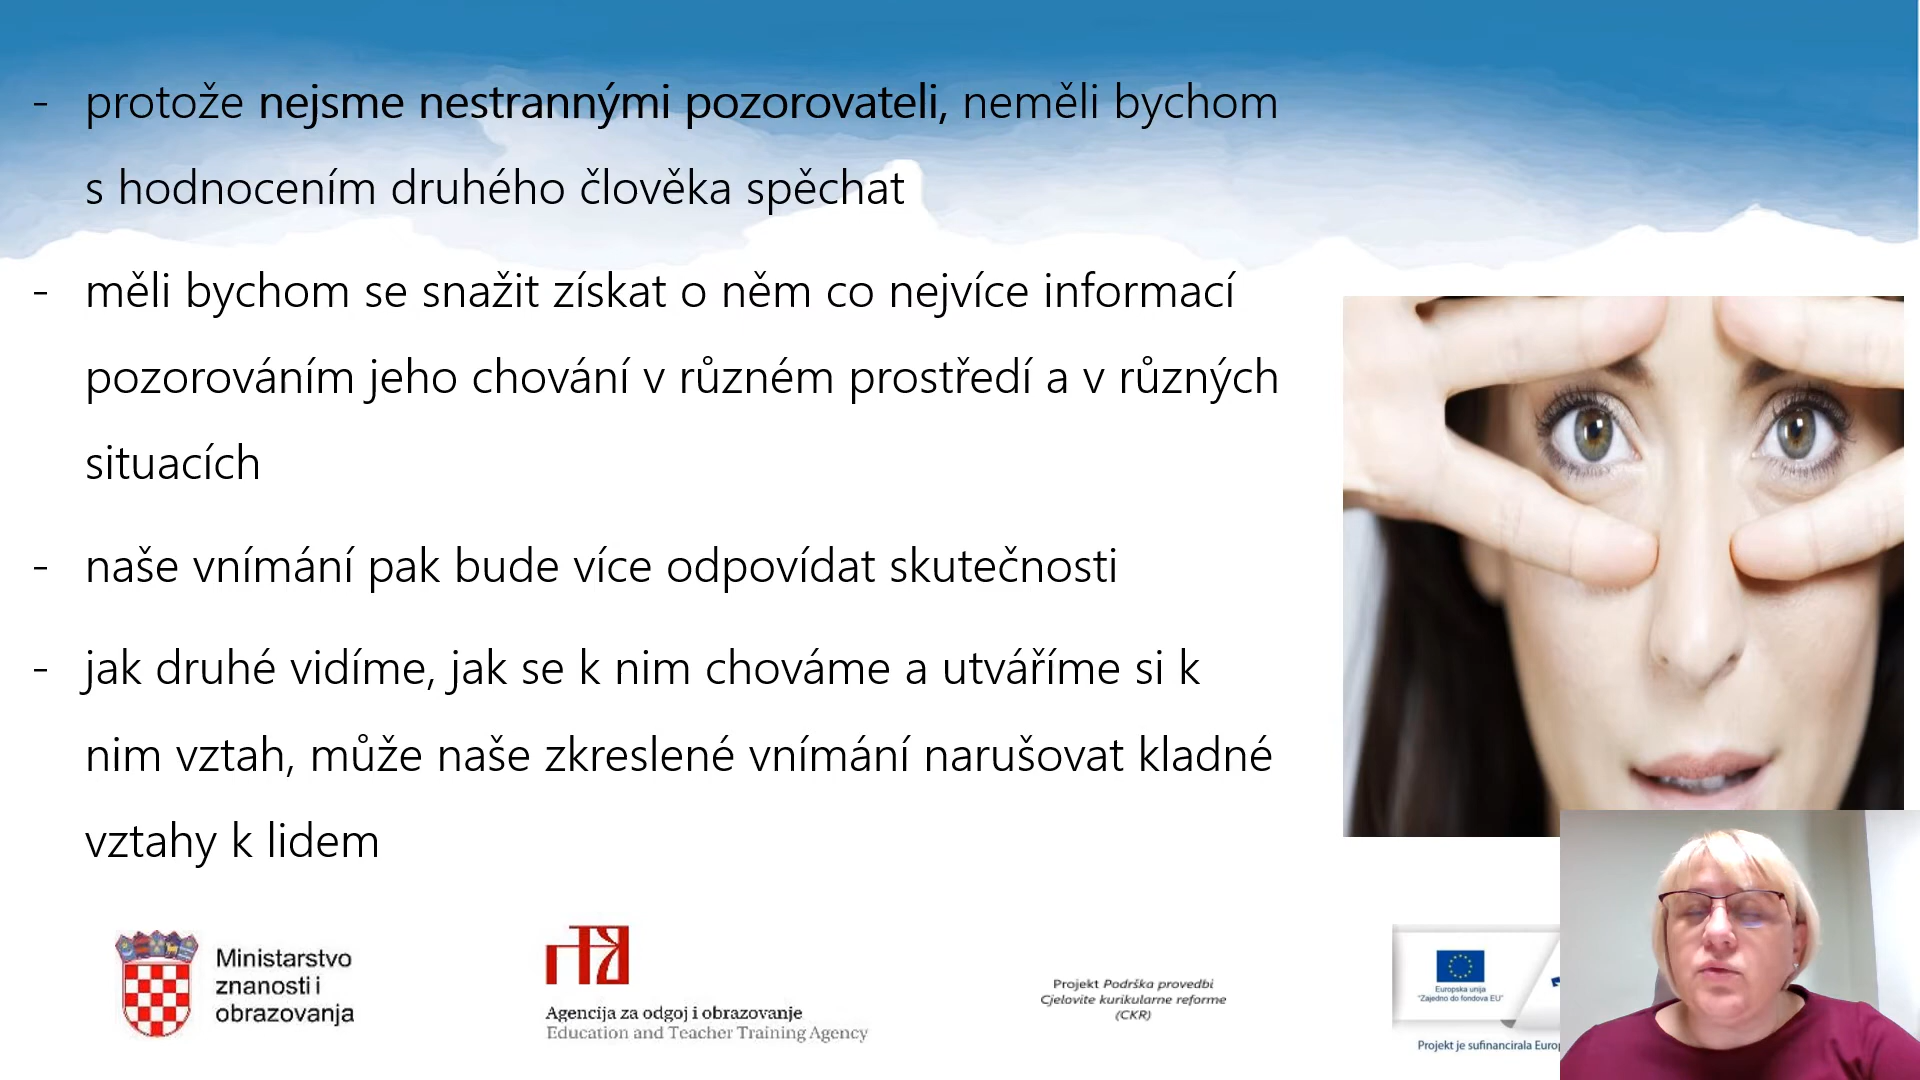 - protože nejsme nestrannými pozorovateli, neměli bychom
s hodnocením druhého člověka spěchat
- měli bychom se snažit získat o něm co nejvíce informací
pozorováním jeho chování v různém prostředí a v různých
situacích
- naše vnímání pak bude více odpovídat skutečnosti
- jak druhé vidíme, jak se k nim chováme a utváříme si k
nim vztah, může naše zkreslené vnímání narušovat kladné
vztahy k lidem
Ministarstvo
znanosti i
obrazovanja
Agencija za odgoj i obrazovanje
Education and Teacher Training Agency
Projekt Podrška provedbi
Cjelovite kurikularne reforme
(CKR)
Europska unija
"Zajedno do fondova EU"
Projekt je sufinancirala